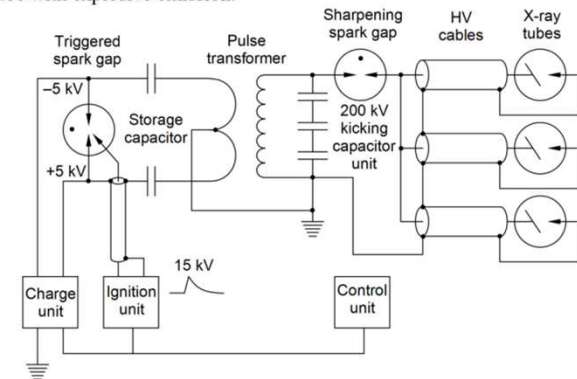 Sharpening
spark gap
HV
cables
X-ray
tubes
Triggered
spark gap
Pulse
transformer
–5 kV
Storage
capacitor
200 kV
kicking
capacitor
unit
+5 kV
15 kV
Charge
unit
Ignition
unit
Control
unit